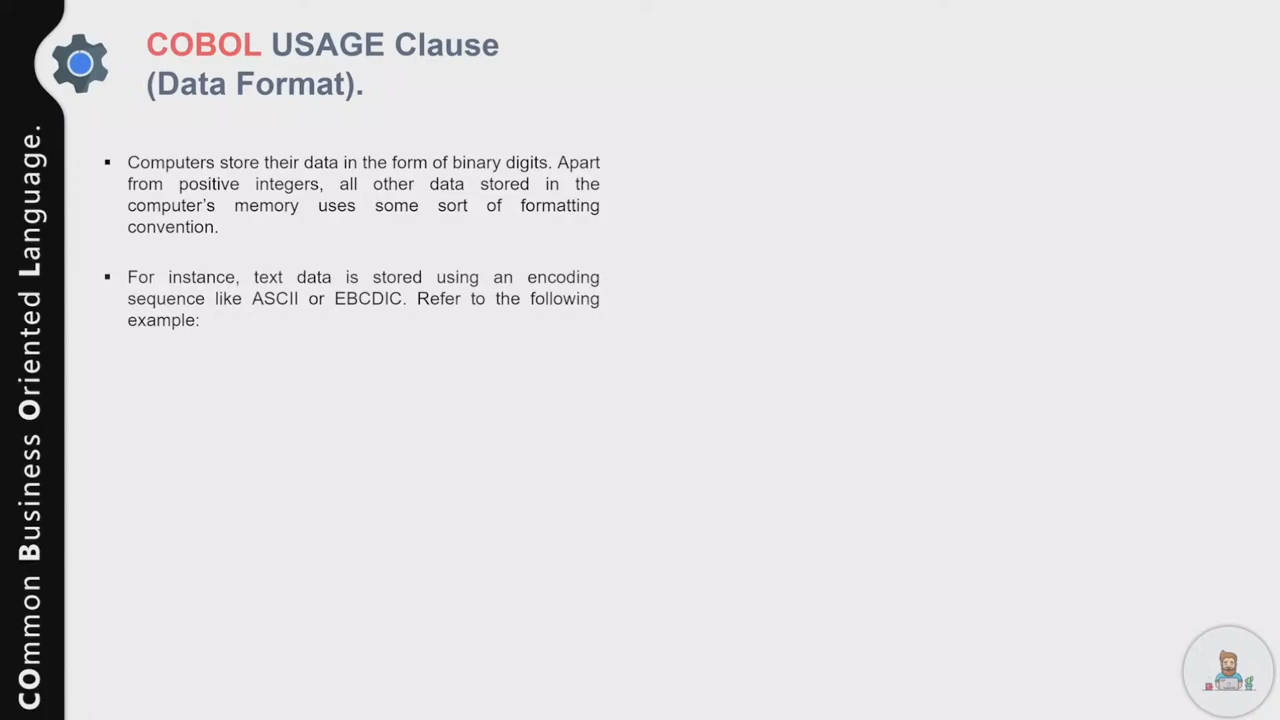 COBOL USAGE Clause
(Data Format).
▪ Computers store their data in the form of binary digits. Apart
from positive integers, all other data stored in the
computer's memory uses some sort of formatting
convention.
▪ For instance, text data is stored using an encoding
sequence like ASCII or EBCDIC. Refer to the following
example:
COmmon Business Oriented Language.